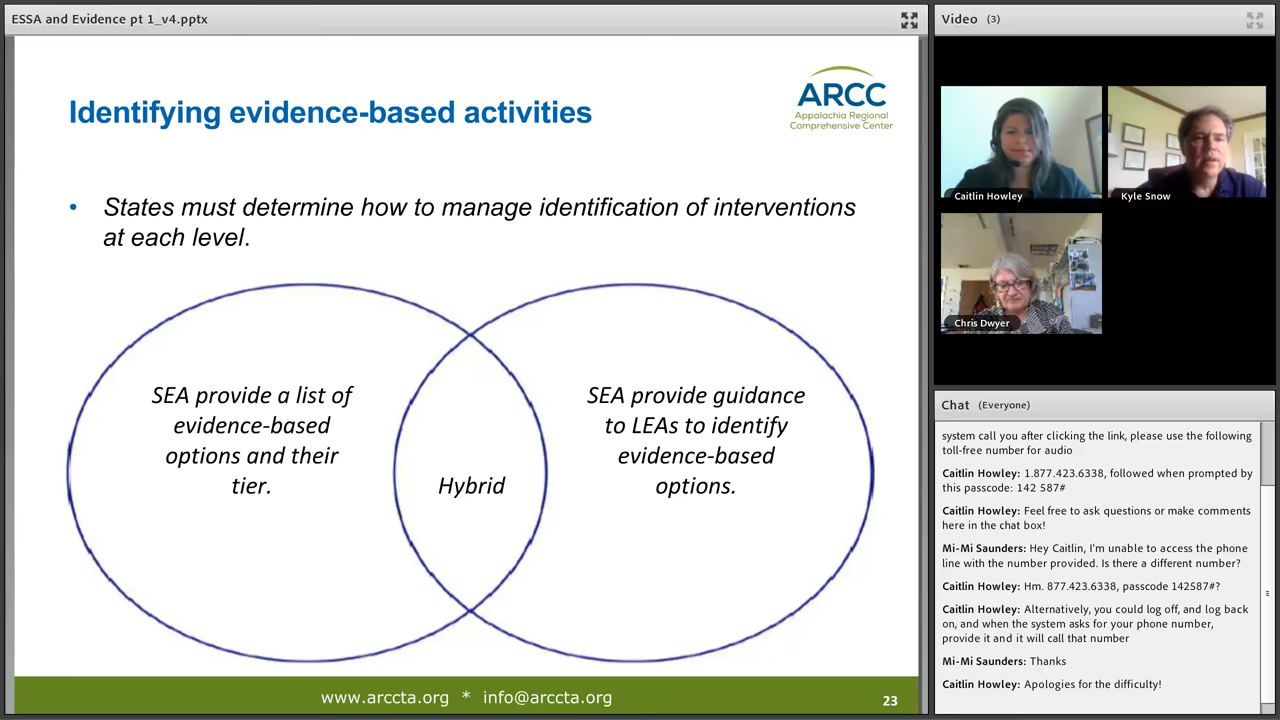 ESSA and Evidence pt 1_v4.pptx
Identifying evidence-based activities
ARCC
Appalachia Regional
Comprehensive Center
• States must determine how to manage identification of interventions
at each level.
SEA provide a list of
evidence-based
options and their
tier.
Hybrid
SEA provide guidance
to LEAs to identify
evidence-based
options.
www.arccta.org * info@arccta.org
23
Video (3)
Caitlin Howley
Kyle Snow
Chris Dwyer
Chat (Everyone)
system call you after clicking the link, please use the following
toll-free number for audio
Caitlin Howley: 1.877.423.6338, followed when prompted by
this passcode: 142 587#
Caitlin Howley: Feel free to ask questions or make comments
here in the chat box!
Mi-Mi Saunders: Hey Caitlin, I'm unable to access the phone
line with the number provided. Is there a different number?
Caitlin Howley: Hm. 877.423.6338, passcode 142587#?
Caitlin Howley: Alternatively, you could log off, and log back
on, and when the system asks for your phone number,
provide it and it will call that number
Mi-Mi Saunders: Thanks
Caitlin Howley: Apologies for the difficulty!